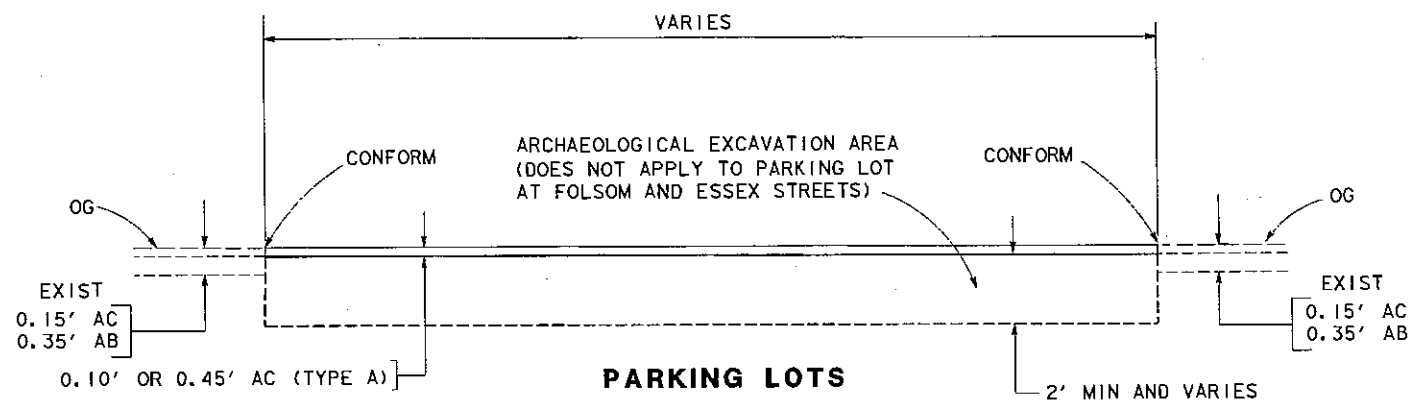 VARIES
CONFORM
ARCHAEOLOGICAL EXCAVATION AREA
(DOES NOT APPLY TO PARKING LOT
AT FOLSOM AND ESSEX STREETS)
CONFORM
OG
OG
EXIST
0.15' AC
0.35' AB
EXIST
0.15' AC
0.35' AB
0.10' OR 0.45' AC (TYPE A)
PARKING LOTS
2' MIN AND VARIES